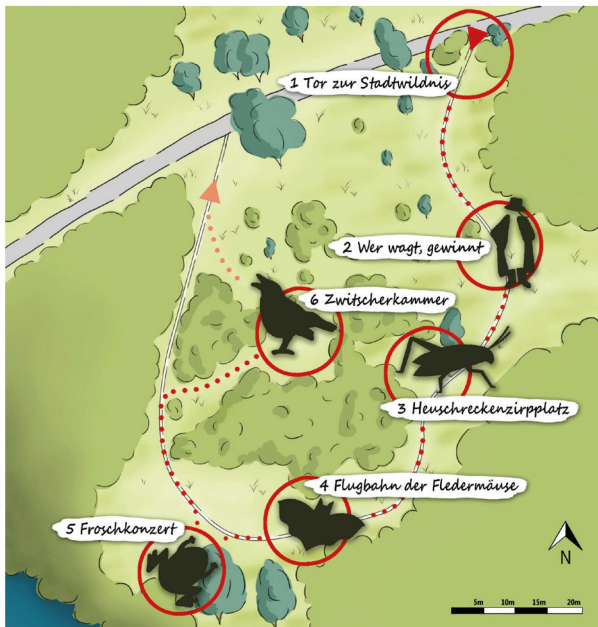 1 Tor zur Stadtwildnis
2 Wer wagt, gewinnt
6 Zwitscherkammer
3 Heuschreckenzirpplatz
4 Flugbahn der Fledermäuse
5 Froschkonzert
N
5m 10m 15m 20m